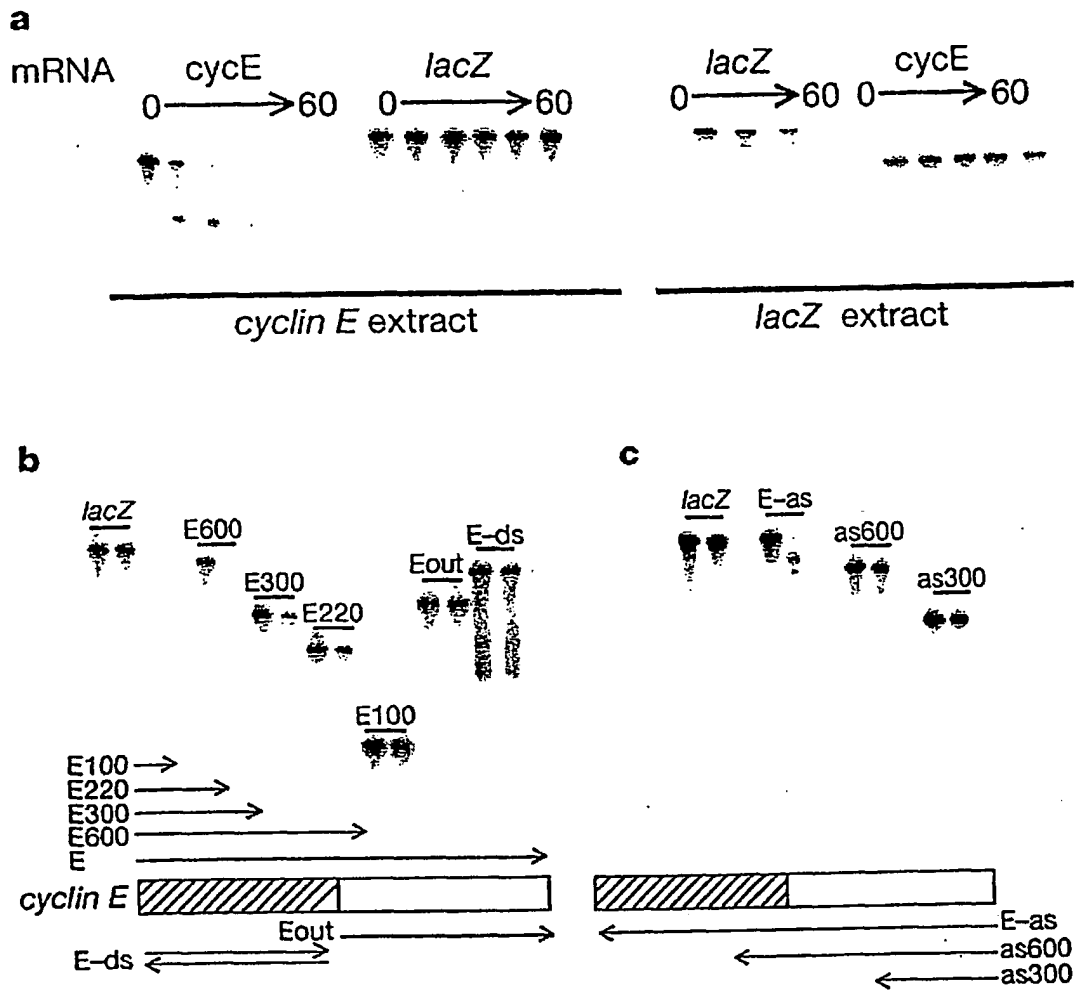 a
mRNA cycE lacZ lacZ cycE
0 60 0 60 0 60 0 60
cyclin E extract lacZ extract
b
lacZ
E600
E300
E220
E100
Eout
E-ds
E100
E220
E300
E600
E
cyclin E
Eout
E-ds
c
lacZ
E-as
as600
as300
E-as
as600
as300